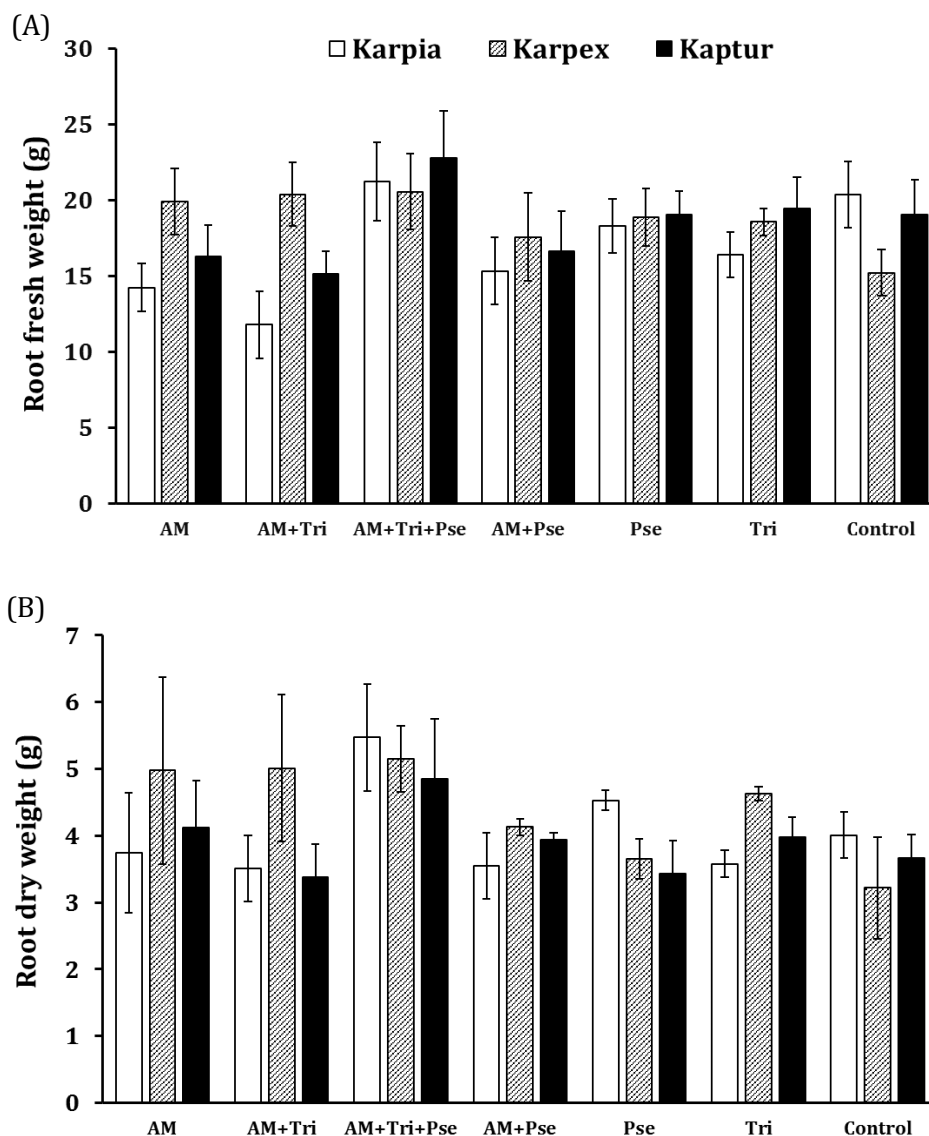 (A)
Karpia Karpex Kaptur
Root fresh weight (g)
30
25
20
15
10
5
0
AM AM+Tri AM+Tri+Pse AM+Pse Pse Tri Control
(B)
Root dry weight (g)
7
6
5
4
3
2
1
0
AM AM+Tri AM+Tri+Pse AM+Pse Pse Tri Control